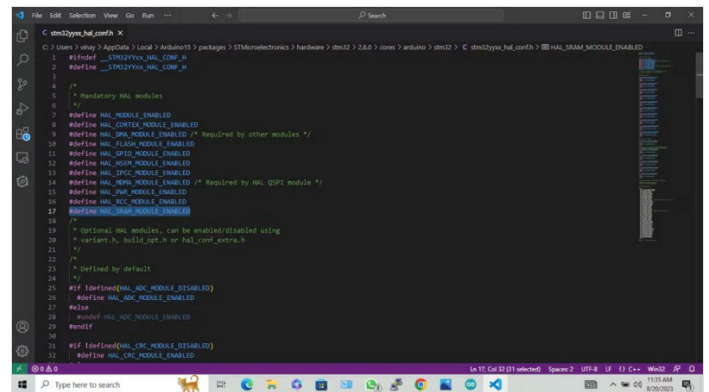 File Edit Selection View Go Run ...
Search
stm32yyxx_hal_conf.h
C: > Users > vinay > AppData > Local > Arduino15 > packages > STMicroelectronics > hardware > stm32 > 2.6.0 > cores > arduino > stm32 > C stm32yyxx_hal_conf.h > HAL_SRAM_MODULE_ENABLED
1 #ifndef __STM32YYxx_HAL_CONF_H
2 #define __STM32YYxx_HAL_CONF_H
3
4 /*
5 * Mandatory HAL modules
6 */
7 #define HAL_MODULE_ENABLED
8 #define HAL_CORTEX_MODULE_ENABLED
9 #define HAL_DMA_MODULE_ENABLED /* Required by other modules */
10 #define HAL_FLASH_MODULE_ENABLED
11 #define HAL_GPIO_MODULE_ENABLED
12 #define HAL_HSEM_MODULE_ENABLED
13 #define HAL_IPCC_MODULE_ENABLED
14 #define HAL_MDMA_MODULE_ENABLED /* Required by HAL QSPI module */
15 #define HAL_PWR_MODULE_ENABLED
16 #define HAL_RCC_MODULE_ENABLED
17 #define HAL_SRAM_MODULE_ENABLED
18 /*
19 * Optional HAL modules, can be enabled/disabled using
20 * variant.h, build_opt.h or hal_conf_extra.h
21 */
22 /*
23 * Defined by default
24 */
25 #if !defined(HAL_ADC_MODULE_DISABLED)
26 #define HAL_ADC_MODULE_ENABLED
27 #else
28 #undef HAL_ADC_MODULE_ENABLED
29 #endif
30
31 #if !defined(HAL_CRC_MODULE_DISABLED)
32 #define HAL_CRC_MODULE_ENABLED
0 0
Ln 17, Col 32 (31 selected) Spaces: 2 UTF-8 LF {} C++ Win32
Type here to search
11:35 AM
8/20/2023